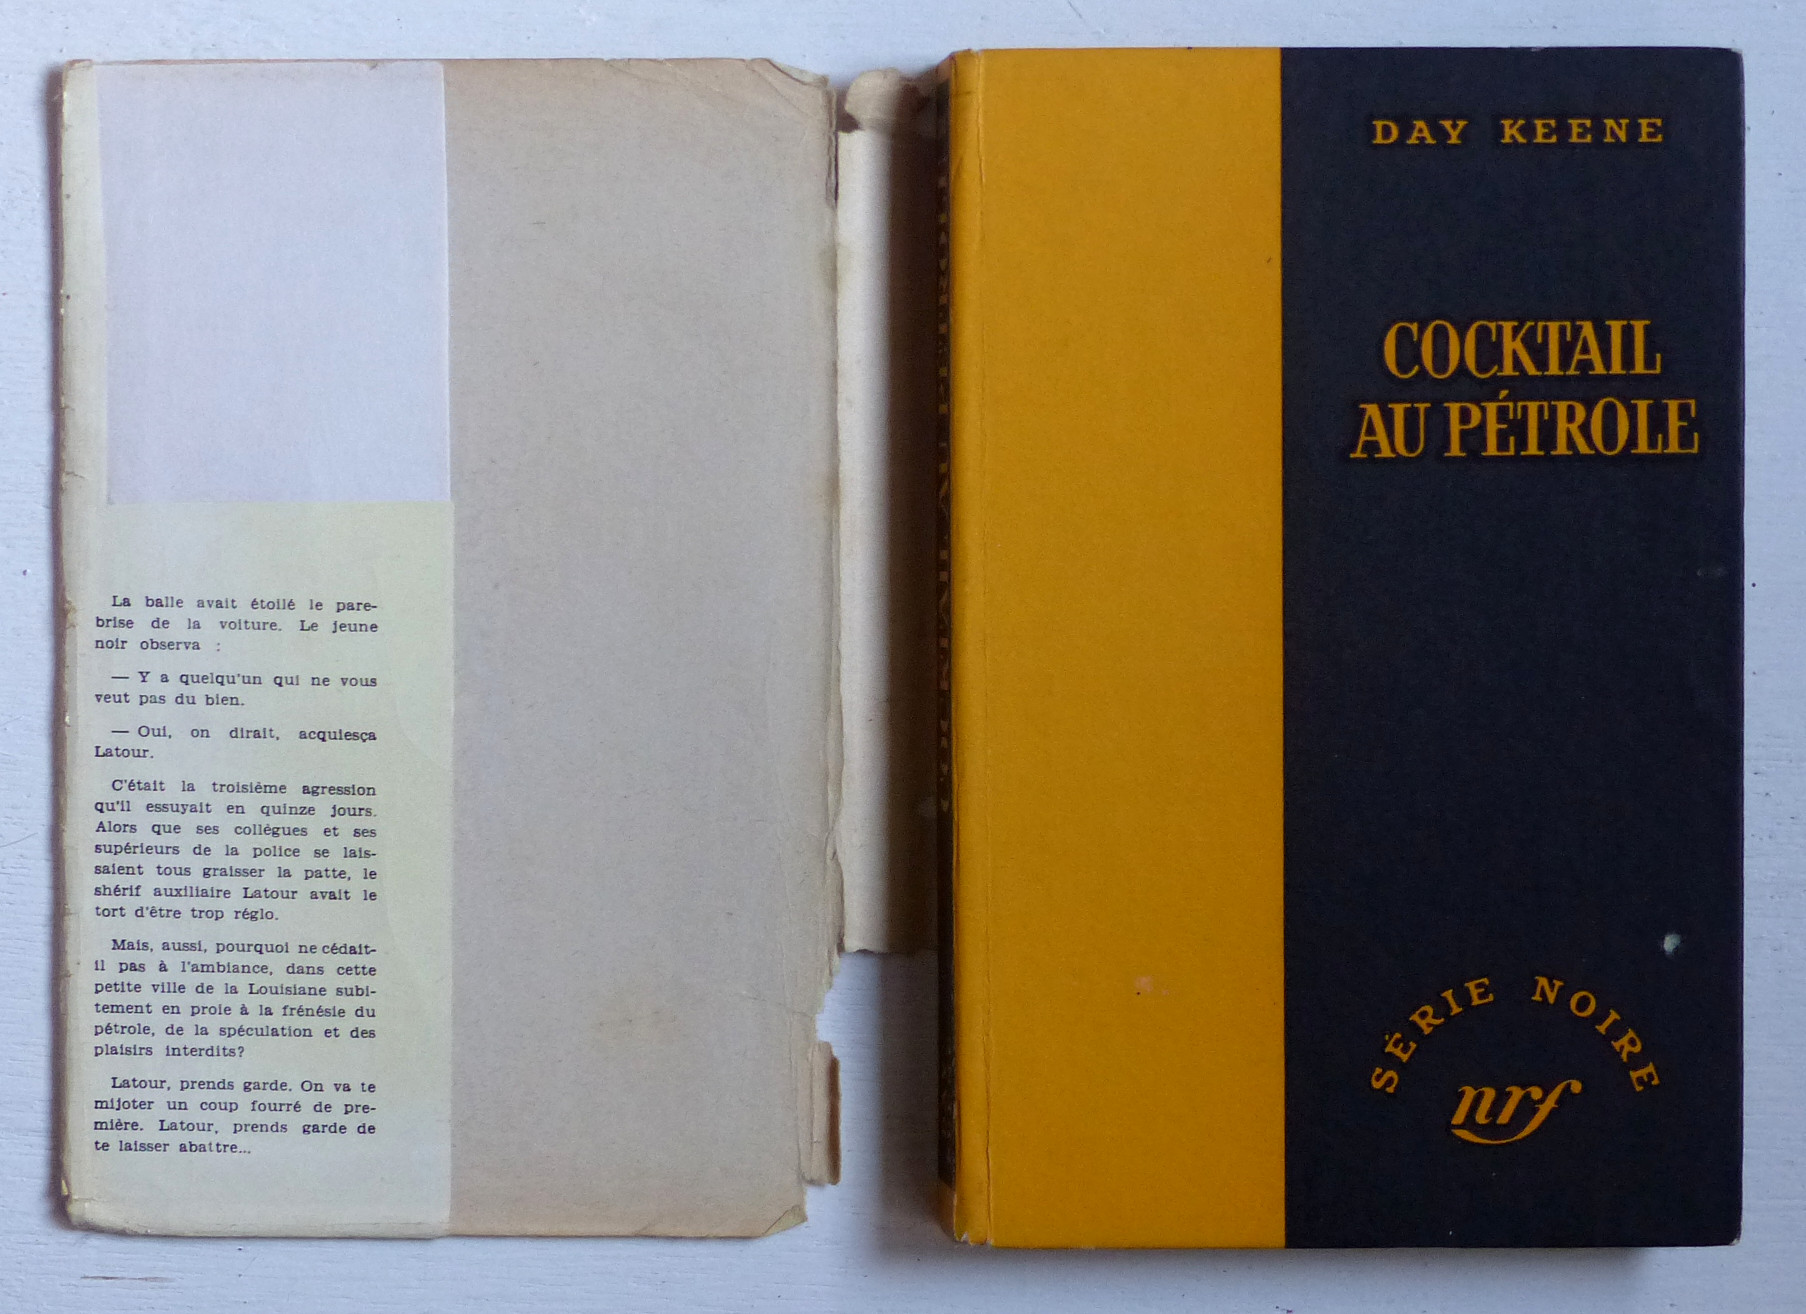 La balle avait étoilé le pare-
brise de la voiture. Le jeune
noir observa :
— Y a quelqu'un qui ne vous
veut pas du bien.
— Oui, on dirait, acquiesça
Latour.
C'était la troisième agression
qu'il essuyait en quinze jours.
Alors que ses collègues et ses
supérieurs de la police se lais-
saient tous graisser la patte, le
shérif auxiliaire Latour avait le
tort d'être trop réglo.
Mais, aussi, pourquoi ne cédait-
il pas à l'ambiance, dans cette
petite ville de la Louisiane subi-
tement en proie à la frénésie du
pétrole, de la spéculation et des
plaisirs interdits?
Latour, prends garde. On va te
mijoter un coup fourré de pre-
mière. Latour, prends garde de
te laisser abattre...
DAY KEENE
COCKTAIL
AU PÉTROLE
SÉRIE NOIRE
nrf